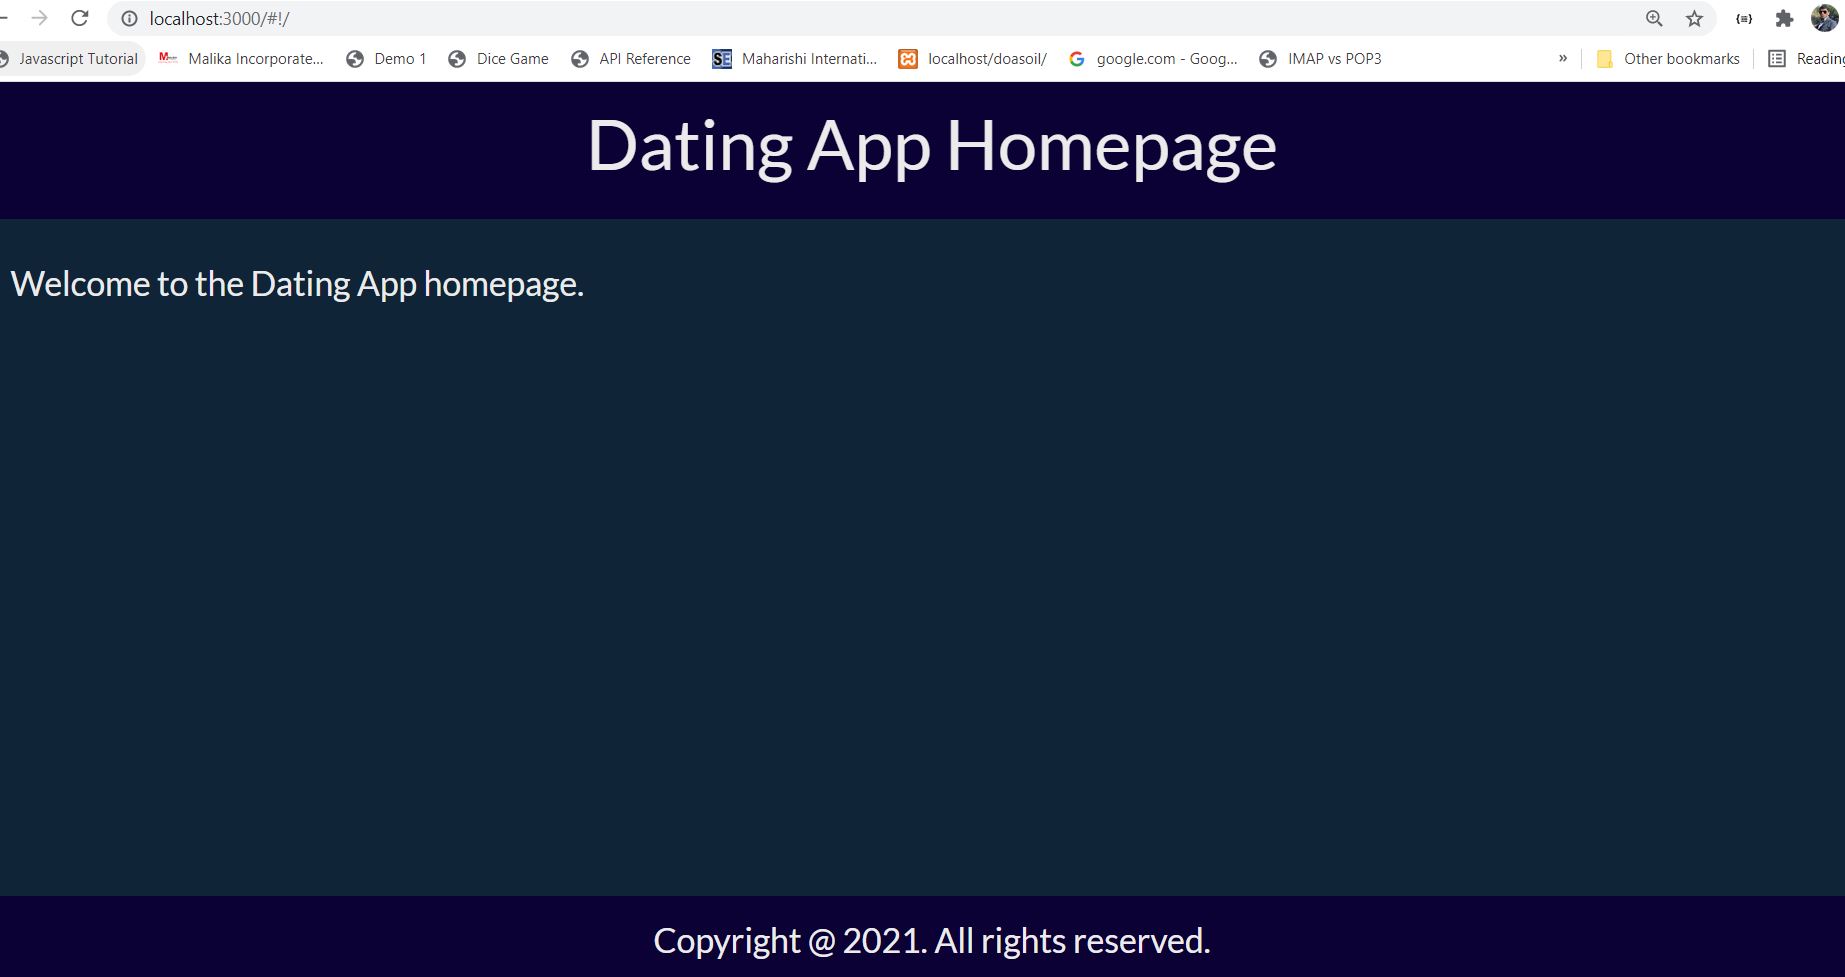 localhost:3000/#!/
Javascript Tutorial Malika Incorporate... Demo 1 Dice Game API Reference SE Maharishi Internati... localhost/doasoil/ google.com - Goog... IMAP vs POP3 » Other bookmarks Reading
Dating App Homepage
Welcome to the Dating App homepage.
Copyright @ 2021. All rights reserved.